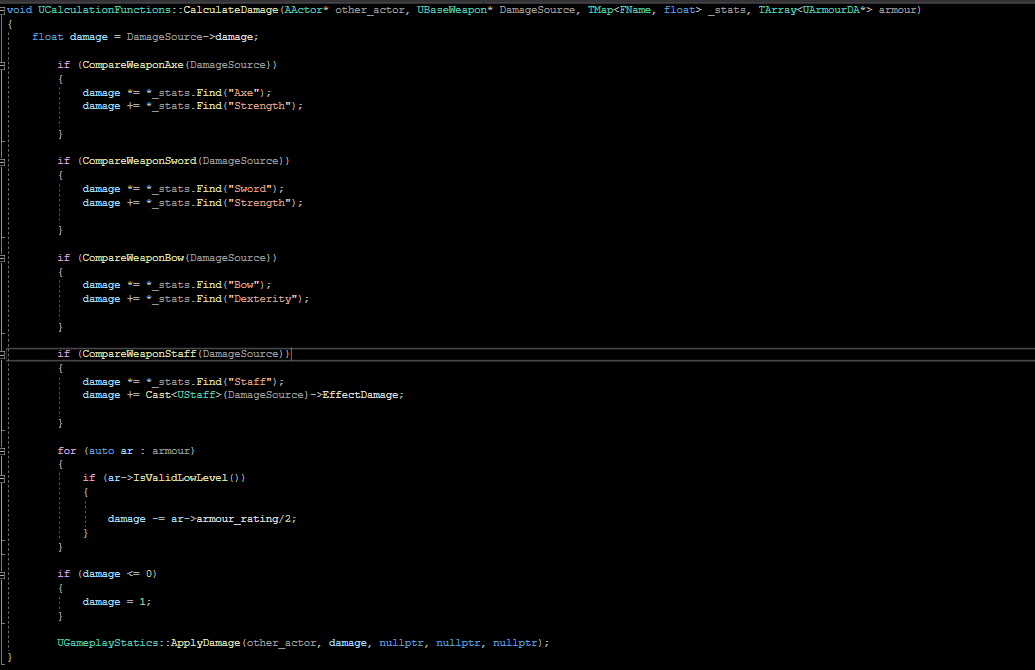 void UCalculationFunctions::CalculateDamage(AActor* other_actor, UBaseWeapon* DamageSource, TMap<FName, float> _stats, TArray<UArmourDA*> armour)
{
float damage = DamageSource->damage;
if (CompareWeaponAxe(DamageSource))
{
damage *= *_stats.Find("Axe");
damage += *_stats.Find("Strength");
}
if (CompareWeaponSword(DamageSource))
{
damage *= *_stats.Find("Sword");
damage += *_stats.Find("Strength");
}
if (CompareWeaponBow(DamageSource))
{
damage *= *_stats.Find("Bow");
damage += *_stats.Find("Dexterity");
}
if (CompareWeaponStaff(DamageSource))
{
damage *= *_stats.Find("Staff");
damage += Cast<UStaff>(DamageSource)->EffectDamage;
}
for (auto ar : armour)
{
if (ar->IsValidLowLevel())
{
damage -= ar->armour_rating/2;
}
}
if (damage <= 0)
{
damage = 1;
}
UGameplayStatics::ApplyDamage(other_actor, damage, nullptr, nullptr, nullptr);
}